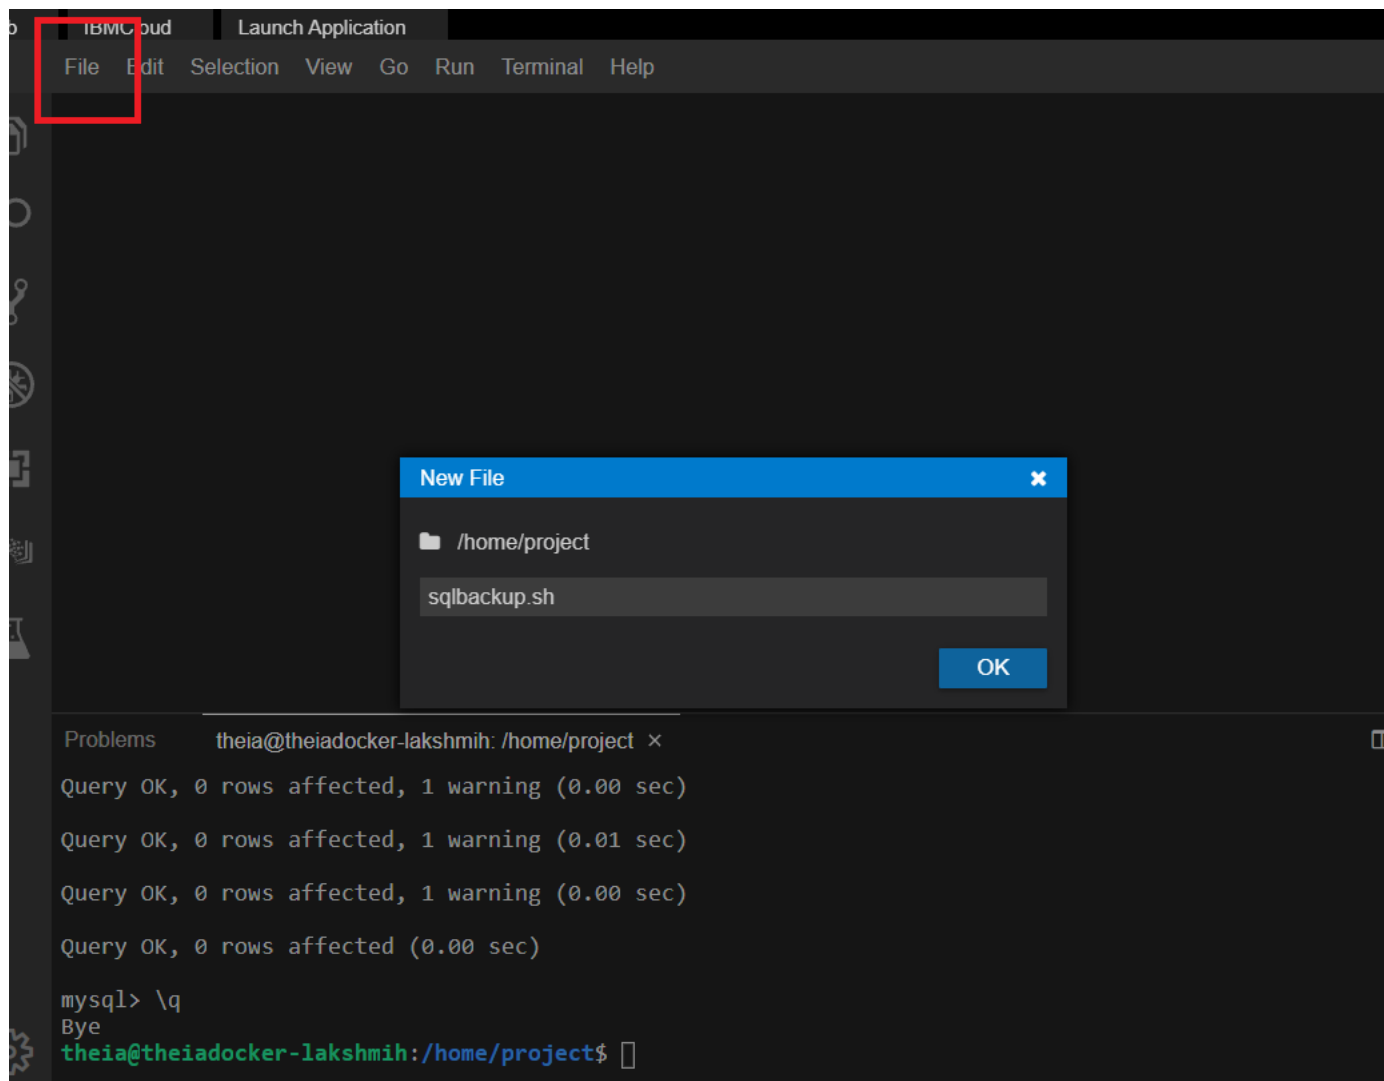 IBMCloud Launch Application
File Edit Selection View Go Run Terminal Help
New File
/home/project
sqlbackup.sh
OK
Problems theia@theiadocker-lakshmih: /home/project ×
Query OK, 0 rows affected, 1 warning (0.00 sec)
Query OK, 0 rows affected, 1 warning (0.01 sec)
Query OK, 0 rows affected, 1 warning (0.00 sec)
Query OK, 0 rows affected (0.00 sec)
mysql> \q
Bye
theia@theiadocker-lakshmih:/home/project$